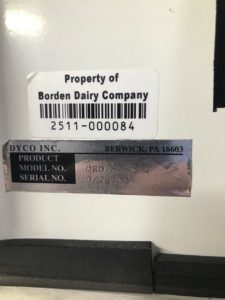 Property of
Borden Dairy Company
2511-000084
DYCO INC. BERWICK, PA 18603
PRODUCT
MODEL NO.
SERIAL NO.